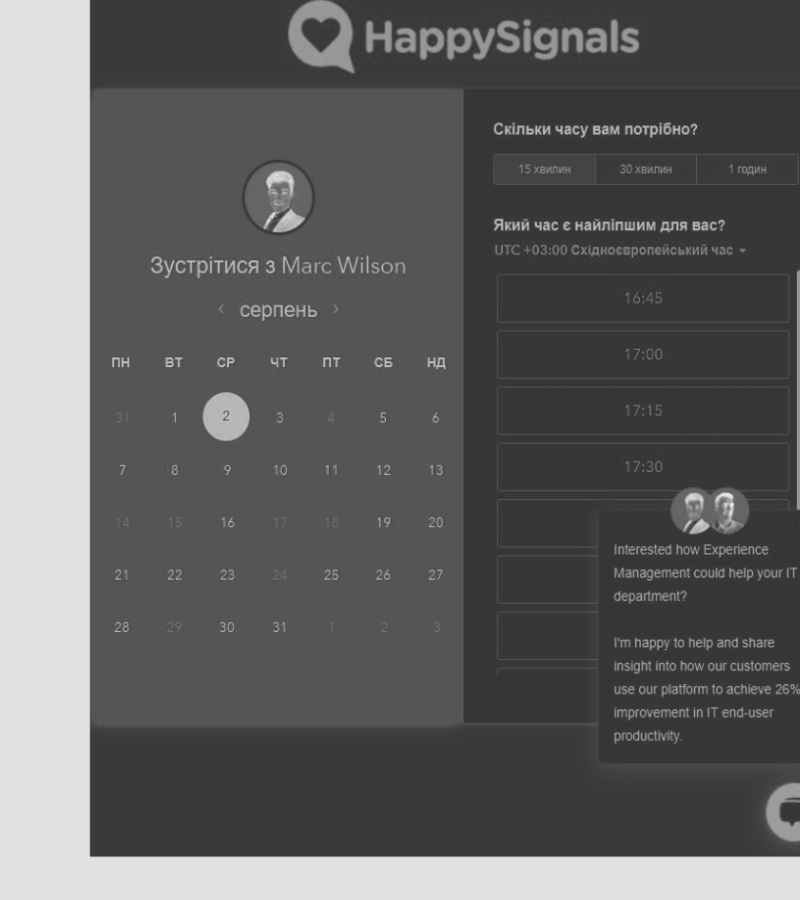 HappySignals
Зустрітися з Marc Wilson
серпень
ПН ВТ СР ЧТ ПТ СБ НД
31 1 2 3 4 5 6
7 8 9 10 11 12 13
14 15 16 17 18 19 20
21 22 23 24 25 26 27
28 29 30 31 1 2 3
Скільки часу вам потрібно?
15 хвилин 30 хвилин 1 годин
Який час є найліпшим для вас?
UTC +03:00 Східноєвропейський час
16:45
17:00
17:15
17:30
Interested how Experience
Management could help your IT
department?
I'm happy to help and share
insight into how our customers
use our platform to achieve 26%
improvement in IT end-user
productivity.